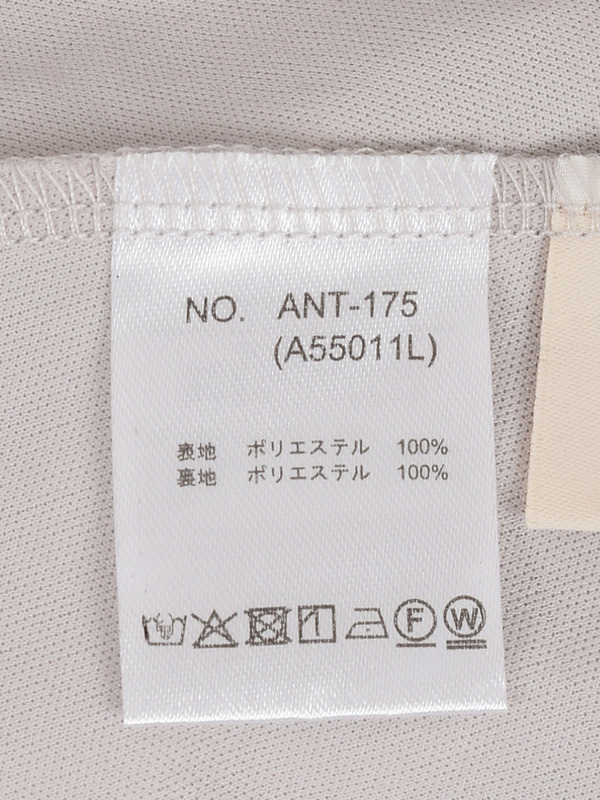 NO. ANT-175
(A55011L)
表地 ポリエステル 100%
裏地 ポリエステル 100%
F W